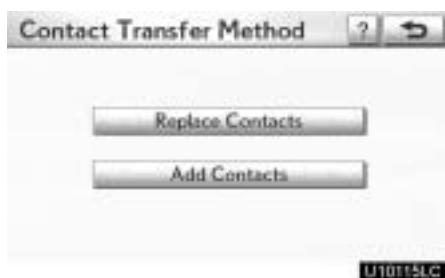 Contact Transfer Method ?
Replace Contacts
Add Contacts
U10115LC